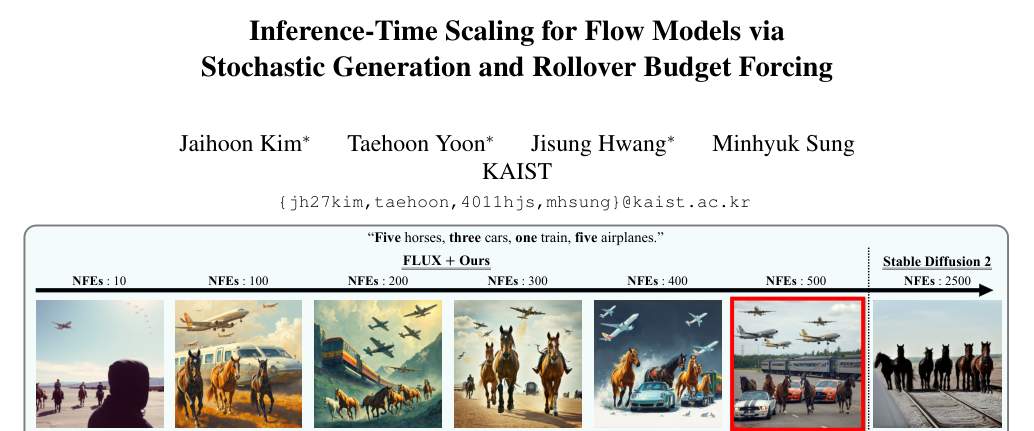 Inference-Time Scaling for Flow Models via
Stochastic Generation and Rollover Budget Forcing
Jaihoon Kim* Taehoon Yoon* Jisung Hwang* Minhyuk Sung
KAIST
{jh27kim,taehoon,4011hjs,mhsung}@kaist.ac.kr
“Five horses, three cars, one train, five airplanes.”
FLUX + Ours Stable Diffusion 2
NFEs : 10 NFEs : 100 NFEs : 200 NFEs : 300 NFEs : 400 NFEs : 500 NFEs : 2500